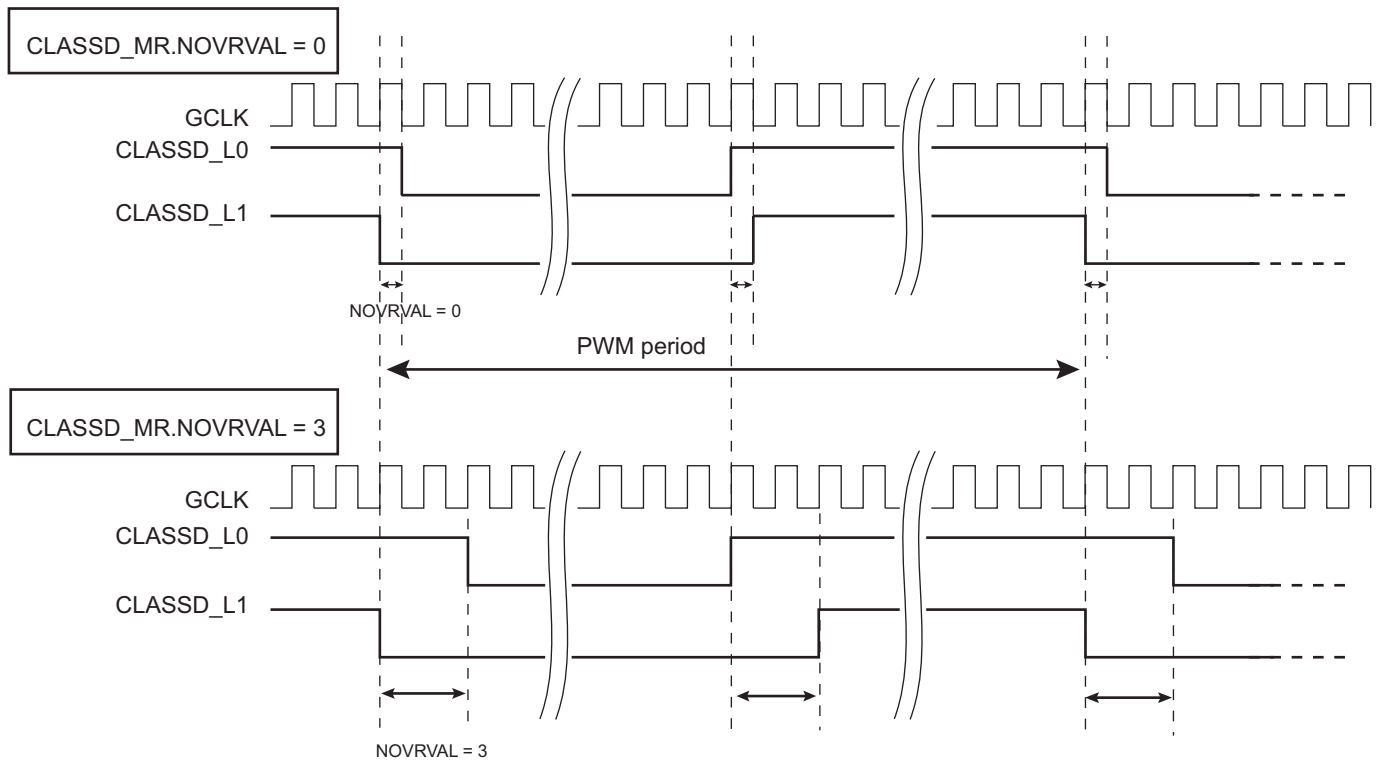 CLASSD_MR.NOVRVAL = 0
GCLK
CLASSD_L0
CLASSD_L1
NOVRVAL = 0
PWM period
CLASSD_MR.NOVRVAL = 3
GCLK
CLASSD_L0
CLASSD_L1
NOVRVAL = 3